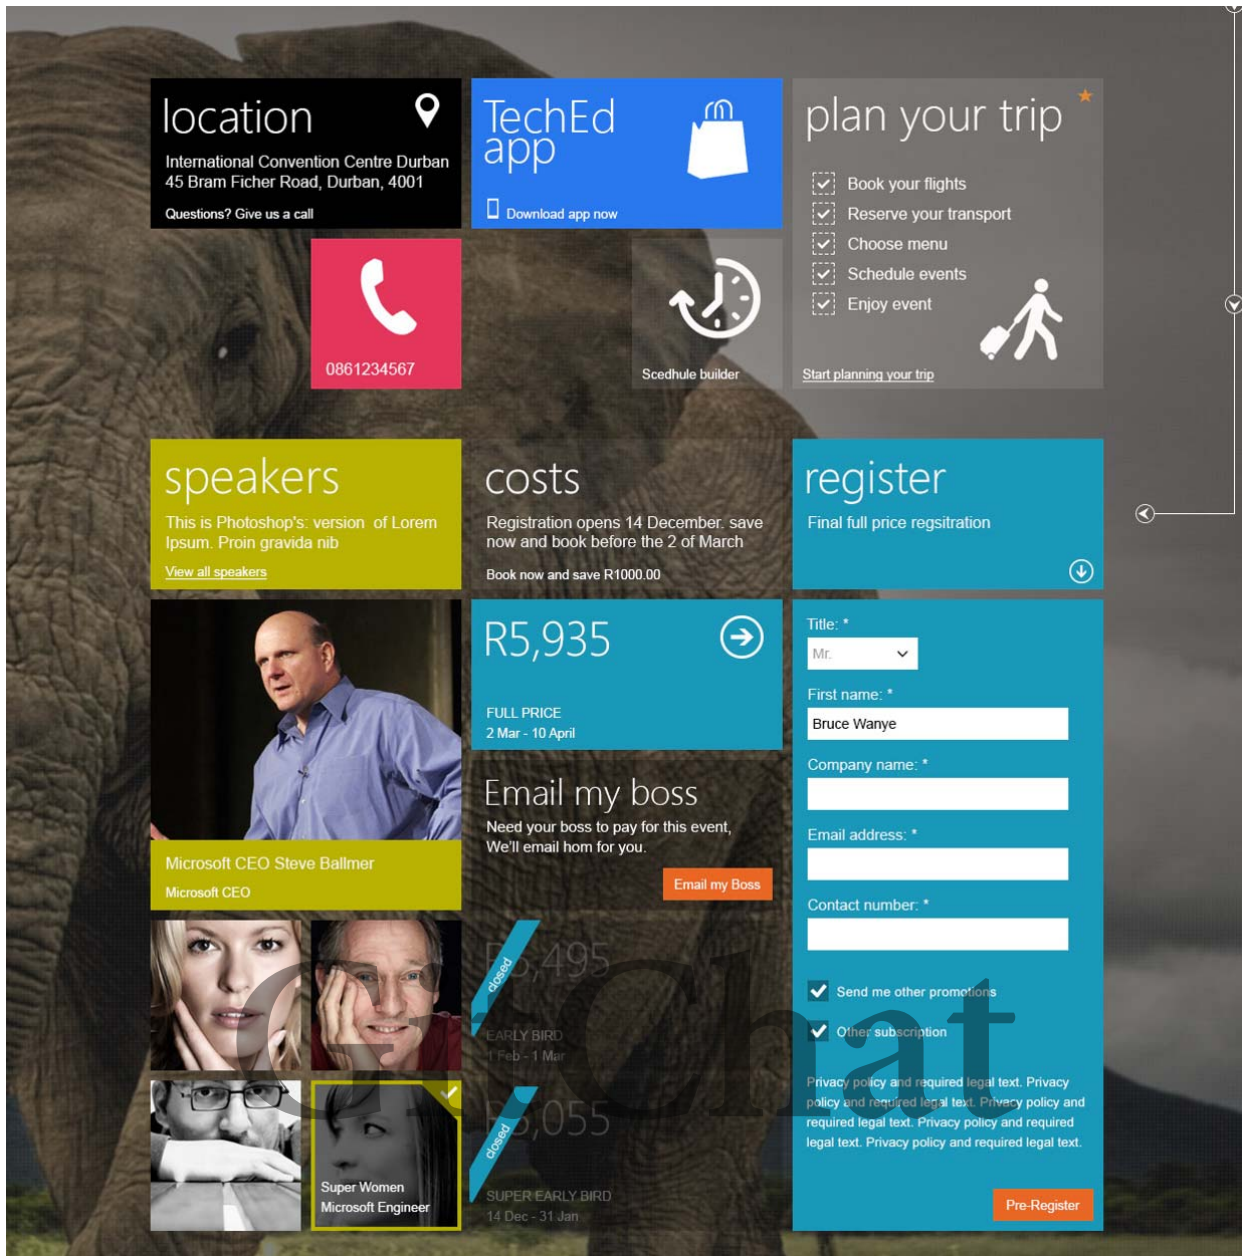 location
International Convention Centre Durban
45 Bram Ficher Road, Durban, 4001
Questions? Give us a call
0861234567
TechEd
app
Download app now
Scedhule builder
plan your trip
Book your flights
Reserve your transport
Choose menu
Schedule events
Enjoy event
Start planning your trip
speakers
This is Photoshop's: version of Lorem
Ipsum. Proin gravida nib
View all speakers
Microsoft CEO Steve Ballmer
Microsoft CEO
Super Women
Microsoft Engineer
costs
Registration opens 14 December. save
now and book before the 2 of March
Book now and save R1000.00
R5,935
FULL PRICE
2 Mar - 10 April
Email my boss
Need your boss to pay for this event,
We'll email hom for you.
Email my Boss
closed
EARLY BIRD
1 Feb - 1 Mar
closed
SUPER EARLY BIRD
14 Dec - 31 Jan
register
Final full price regsitration
Title: *
Mr.
First name: *
Bruce Wanye
Company name: *
Email address: *
Contact number: *
Send me other promotions
Other subscription
Privacy policy and required legal text. Privacy
policy and required legal text. Privacy policy and
required legal text. Privacy policy and required
legal text. Privacy policy and required legal text.
Pre-Register
GitChat